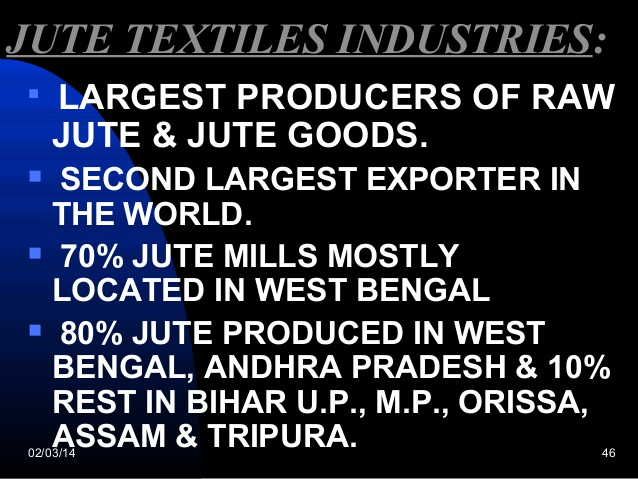 JUTE TEXTILES INDUSTRIES:
LARGEST PRODUCERS OF RAW
JUTE & JUTE GOODS.
SECOND LARGEST EXPORTER IN
THE WORLD.
70% JUTE MILLS MOSTLY
LOCATED IN WEST BENGAL
80% JUTE PRODUCED IN WEST
BENGAL, ANDHRA PRADESH & 10%
REST IN BIHAR U.P., M.P., ORISSA,
ASSAM & TRIPURA.
02/03/14
46